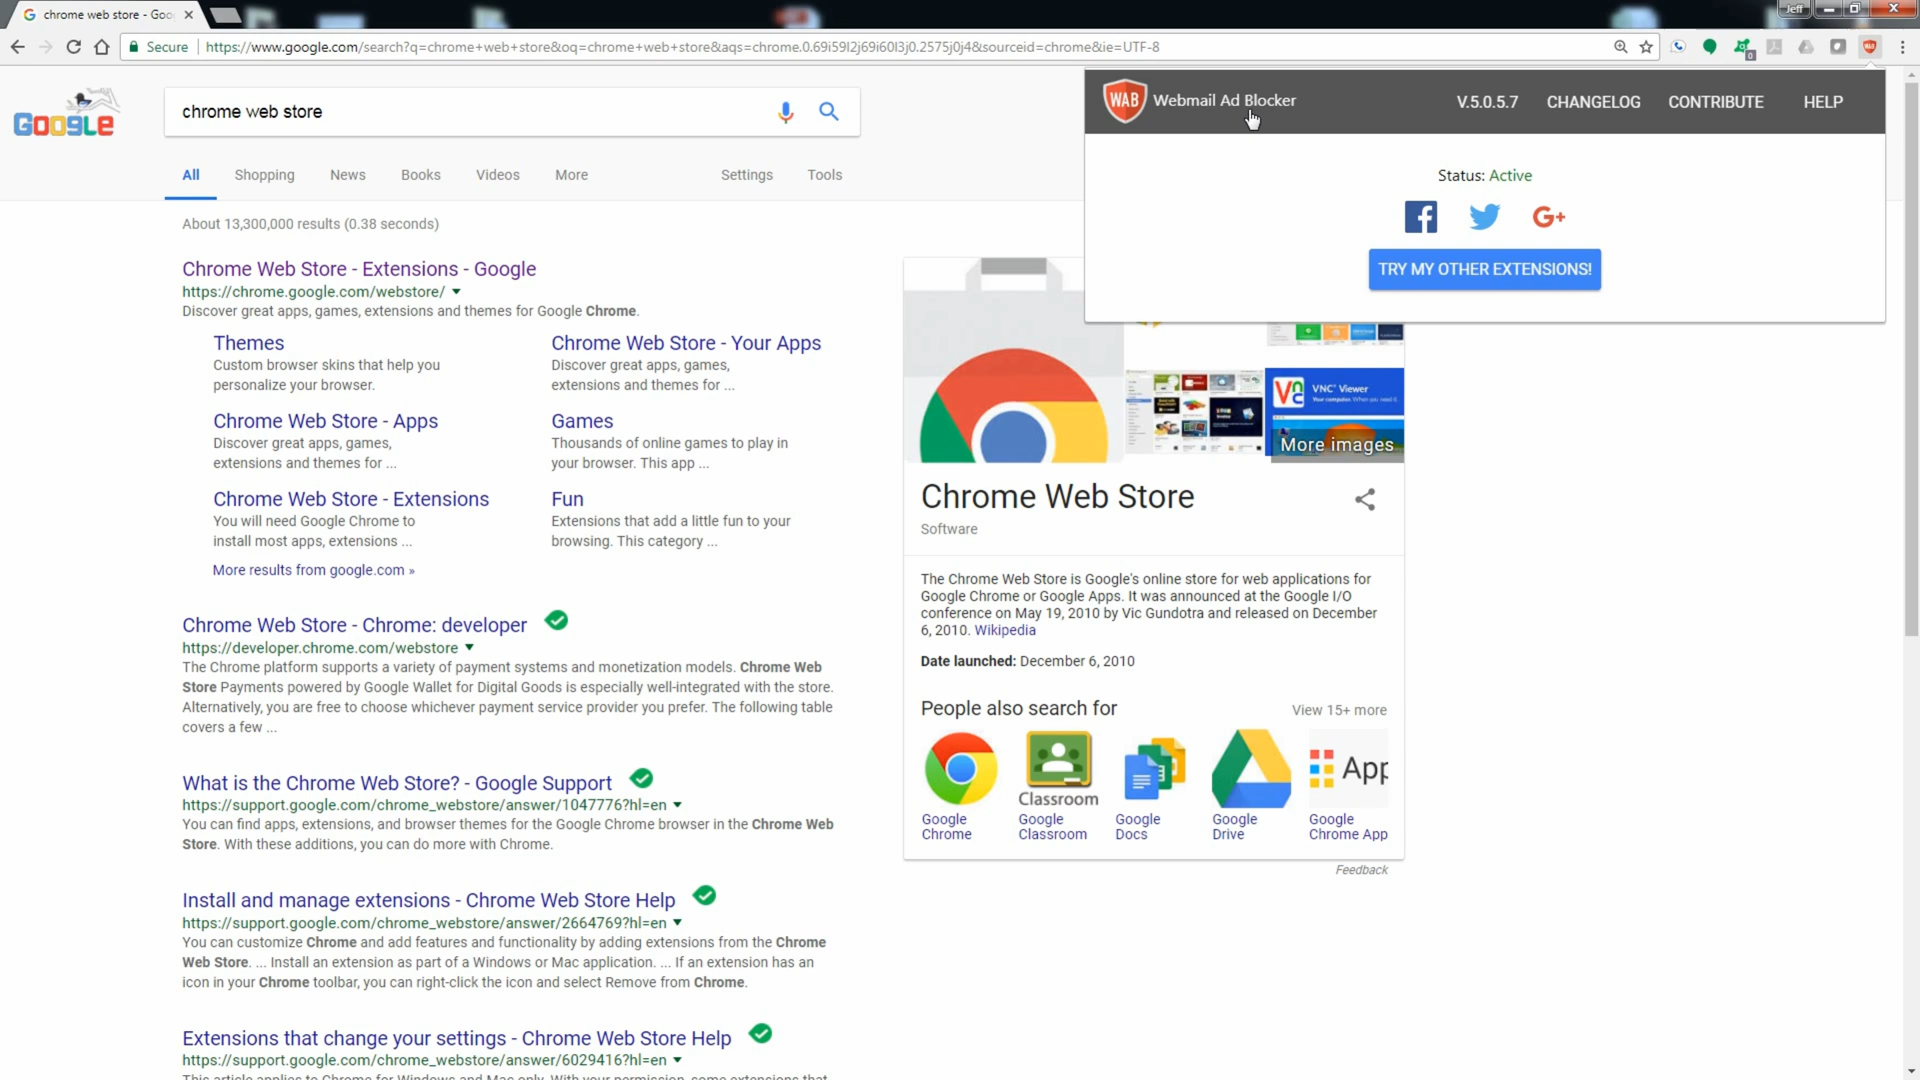 chrome web store - Goo
Jeff
Secure
https://www.google.com/search?q=chrome+web+store&oq=chrome+web+store&aqs=chrome.0.69i59l2j69i60l3j0.2575j0j4&sourceid=chrome&ie=UTF-8
0
WAB
GOOGLE
chrome web store
WAB
Webmail Ad Blocker
V.5.0.5.7
CHANGELOG
CONTRIBUTE
HELP
All
Shopping
News
Books
Videos
More
Settings
Tools
Status: Active
G+
TRY MY OTHER EXTENSIONS!
About 13,300,000 results (0.38 seconds)
Chrome Web Store - Extensions - Google
https://chrome.google.com/webstore/
Discover great apps, games, extensions and themes for Google Chrome.
Themes
Custom browser skins that help you
personalize your browser.
Chrome Web Store - Your Apps
Discover great apps, games,
extensions and themes for ...
Chrome Web Store - Apps
Discover great apps, games,
extensions and themes for ...
Games
Thousands of online games to play in
your browser. This app ...
Chrome Web Store - Extensions
You will need Google Chrome to
install most apps, extensions ...
Fun
Extensions that add a little fun to your
browsing. This category ...
More results from google.com »
Chrome Web Store - Chrome: developer
https://developer.chrome.com/webstore
The Chrome platform supports a variety of payment systems and monetization models. Chrome Web
Store Payments powered by Google Wallet for Digital Goods is especially well-integrated with the store.
Alternatively, you are free to choose whichever payment service provider you prefer. The following table
covers a few ...
What is the Chrome Web Store? - Google Support
https://support.google.com/chrome_webstore/answer/1047776?hl=en
You can find apps, extensions, and browser themes for the Google Chrome browser in the Chrome Web
Store. With these additions, you can do more with Chrome.
Install and manage extensions - Chrome Web Store Help
https://support.google.com/chrome_webstore/answer/2664769?hl=en
You can customize Chrome and add features and functionality by adding extensions from the Chrome
Web Store. ... Install an extension as part of a Windows or Mac application. ... If an extension has an
icon in your Chrome toolbar, you can right-click the icon and select Remove from Chrome.
Extensions that change your settings - Chrome Web Store Help
https://support.google.com/chrome_webstore/answer/6029416?hl=en
This article applies to Chrome for Windows and Mac only. With your permission, some extensions that
VNC Viewer
More images
Chrome Web Store
Software
The Chrome Web Store is Google's online store for web applications for
Google Chrome or Google Apps. It was announced at the Google I/O
conference on May 19, 2010 by Vic Gundotra and released on December
6, 2010. Wikipedia
Date launched: December 6, 2010
People also search for
View 15+ more
Classroom
App
Google
Chrome
Google
Classroom
Google
Docs
Google
Drive
Google
Chrome App
Feedback